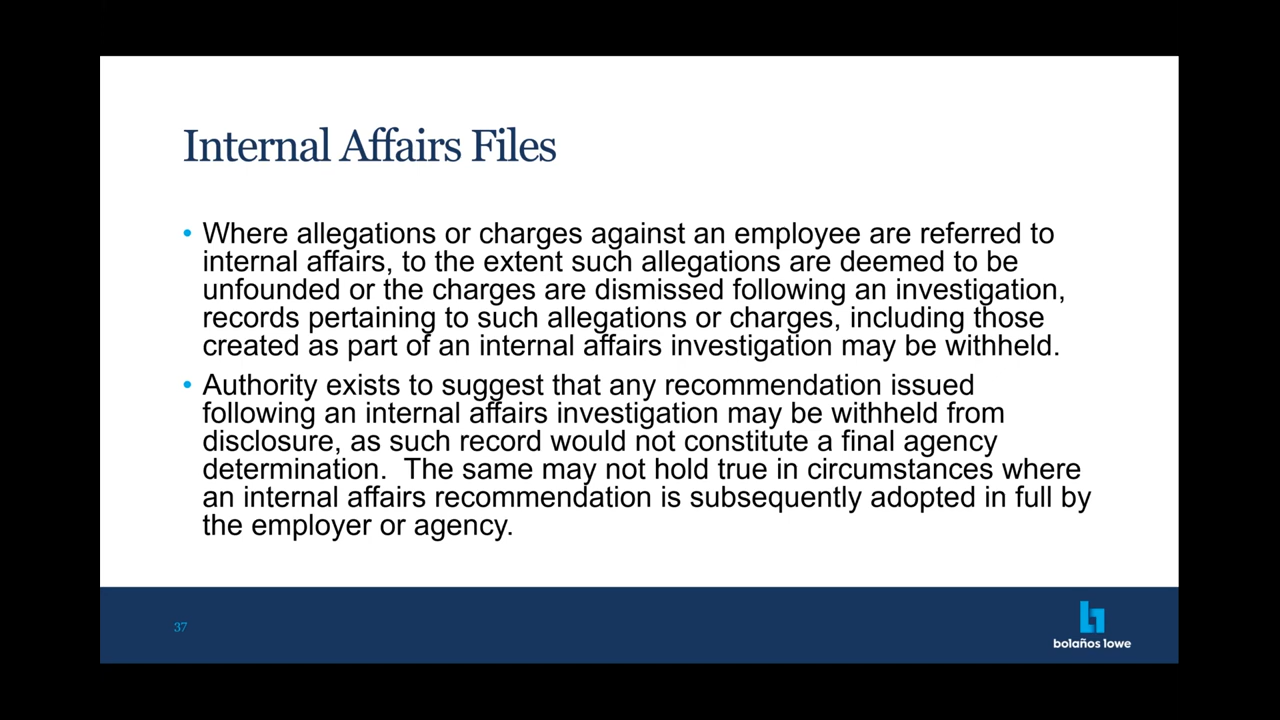 Internal Affairs Files
• Where allegations or charges against an employee are referred to
internal affairs, to the extent such allegations are deemed to be
unfounded or the charges are dismissed following an investigation,
records pertaining to such allegations or charges, including those
created as part of an internal affairs investigation may be withheld.
• Authority exists to suggest that any recommendation issued
following an internal affairs investigation may be withheld from
disclosure, as such record would not constitute a final agency
determination.  The same may not hold true in circumstances where
an internal affairs recommendation is subsequently adopted in full by
the employer or agency.
37
bolaños lowe